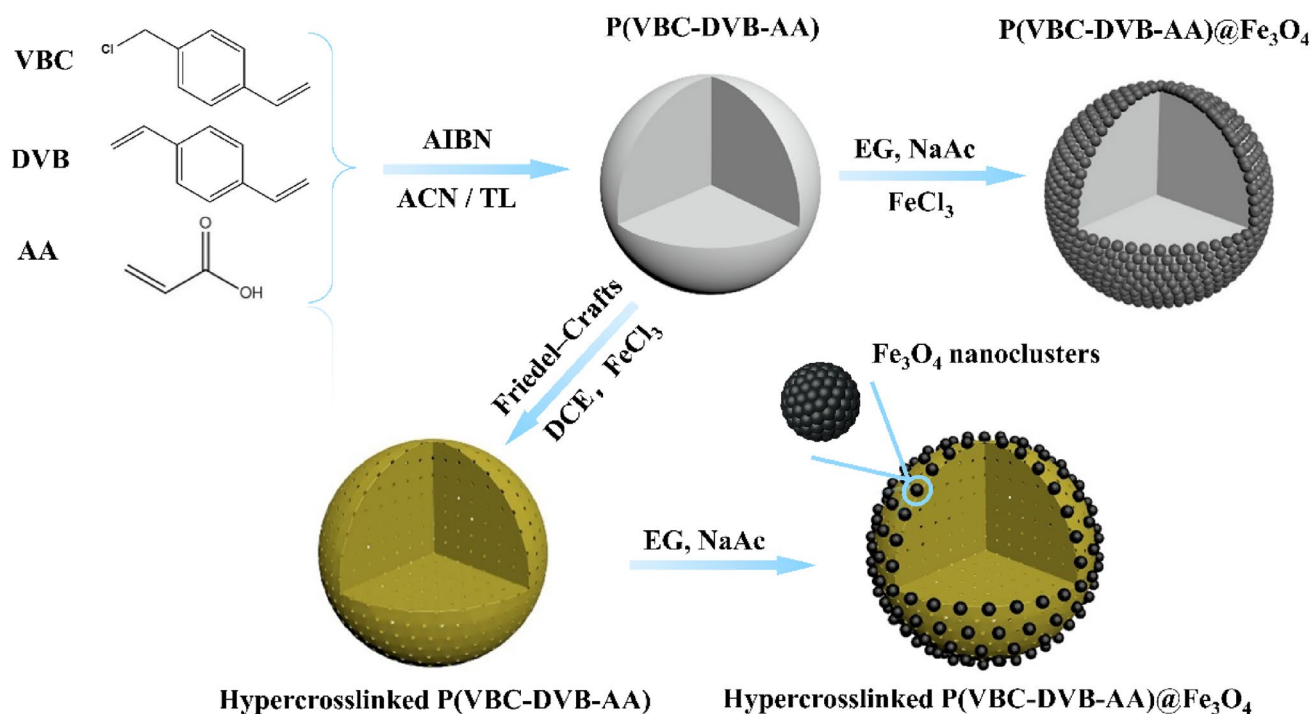 VBC
Cl
DVB
AA
O
OH
AIBN
ACN / TL
P(VBC-DVB-AA)
EG, NaAc
FeCl₃
P(VBC-DVB-AA)@Fe₃O₄
Friedel–Crafts
DCE, FeCl₃
Fe₃O₄ nanoclusters
EG, NaAc
Hypercrosslinked P(VBC-DVB-AA)
Hypercrosslinked P(VBC-DVB-AA)@Fe₃O₄